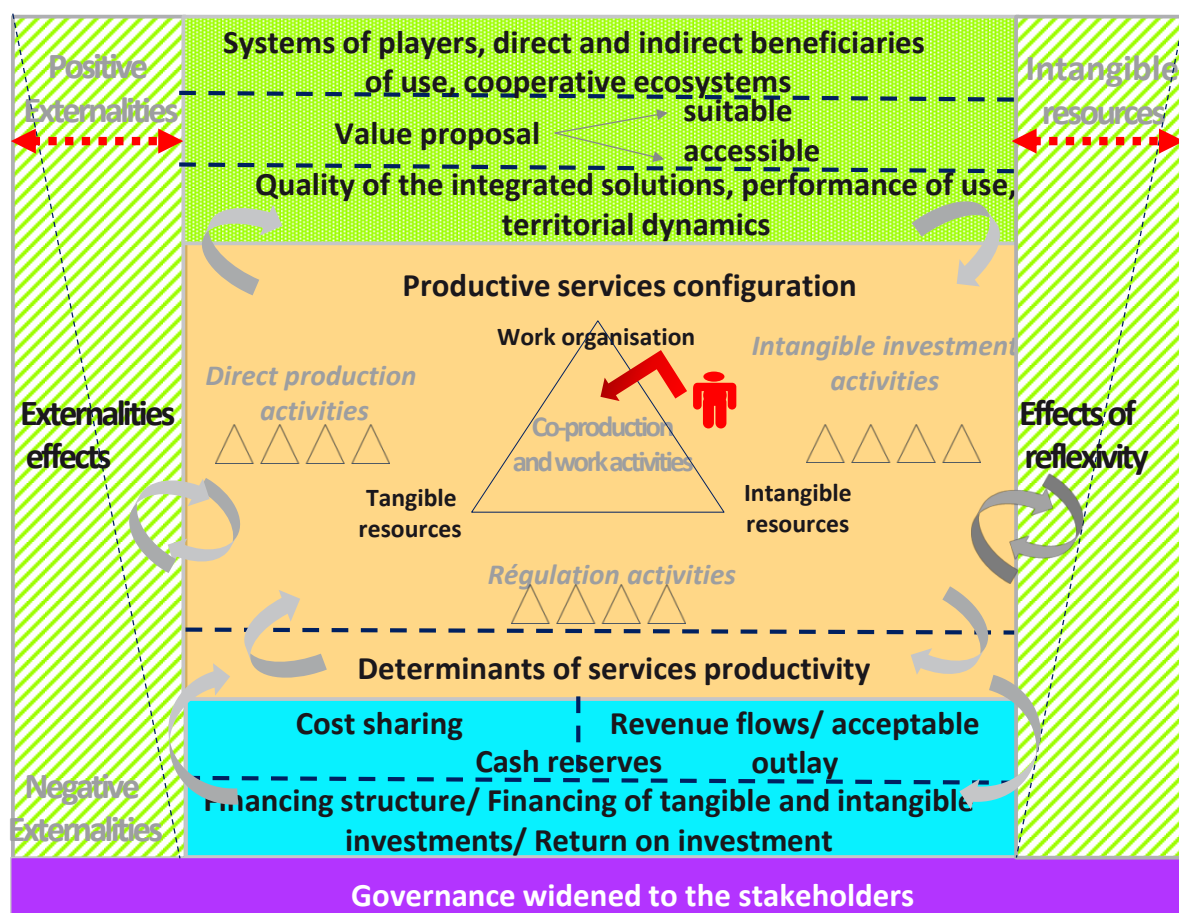 Systems of players, direct and indirect beneficiaries
of use, cooperative ecosystems
Positive
Externalities
Intangible
resources
Value proposal
suitable
accessible
Quality of the integrated solutions, performance of use,
territorial dynamics
Productive services configuration
Work organisation
Direct production
activities
Intangible investment
activities
Externalities
effects
Co-production
and work activities
Effects of
reflexivity
Tangible
resources
Intangible
resources
Régulation activities
Determinants of services productivity
Cost sharing
Revenue flows/ acceptable
outlay
Cash reserves
Negative
Externalities
Financing structure/ Financing of tangible and intangible
investments/ Return on investment
Governance widened to the stakeholders